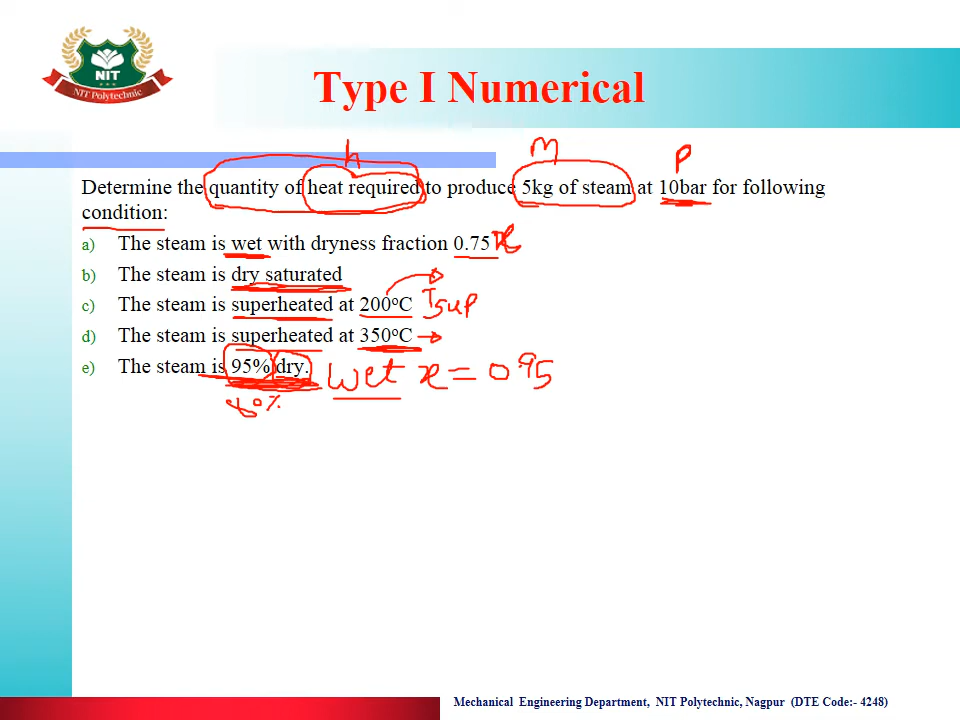 NIT
NIT Polytechnic
Type I Numerical
h m P
Determine the quantity of heat required to produce 5kg of steam at 10bar for following
condition:
a) The steam is wet with dryness fraction 0.75 x
b) The steam is dry saturated
c) The steam is superheated at 200°C Tsup
d) The steam is superheated at 350°C
e) The steam is 95% dry. wet x = 0.95
Mechanical Engineering Department, NIT Polytechnic, Nagpur (DTE Code:- 4248)